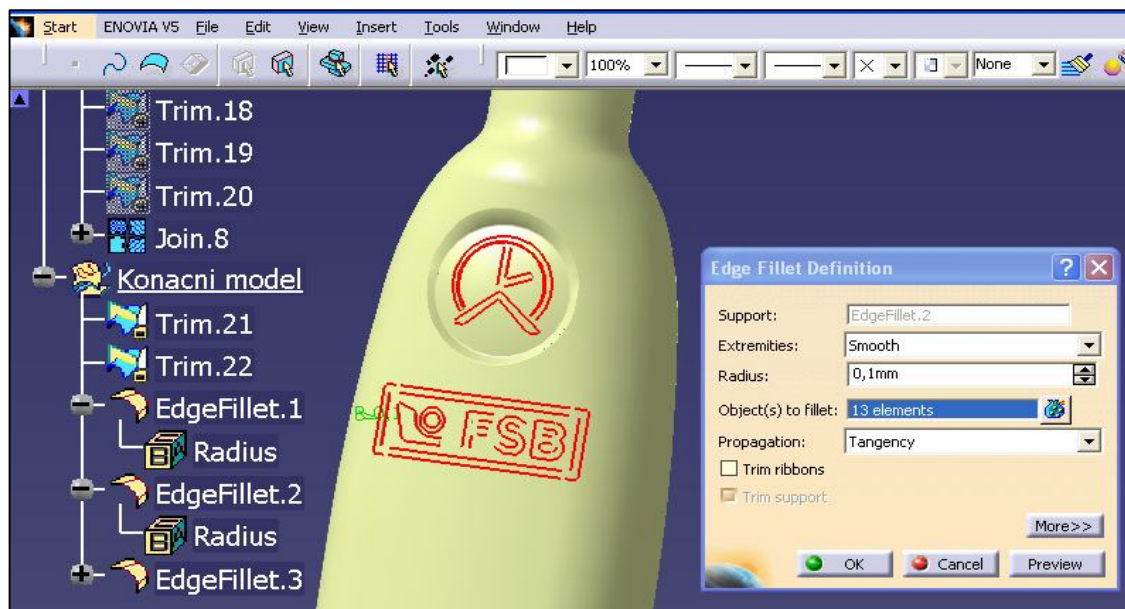 Start ENOVIA V5 File Edit View Insert Tools Window Help
100% None
Trim.18
Trim.19
Trim.20
Join.8
Konacni model
Trim.21
Trim.22
EdgeFillet.1
Radius
EdgeFillet.2
Radius
EdgeFillet.3
FSB
Edge Fillet Definition
Support: EdgeFillet.2
Extremities: Smooth
Radius: 0,1mm
Object(s) to fillet: 13 elements
Propagation: Tangency
Trim ribbons
Trim support
More>>
OK Cancel Preview